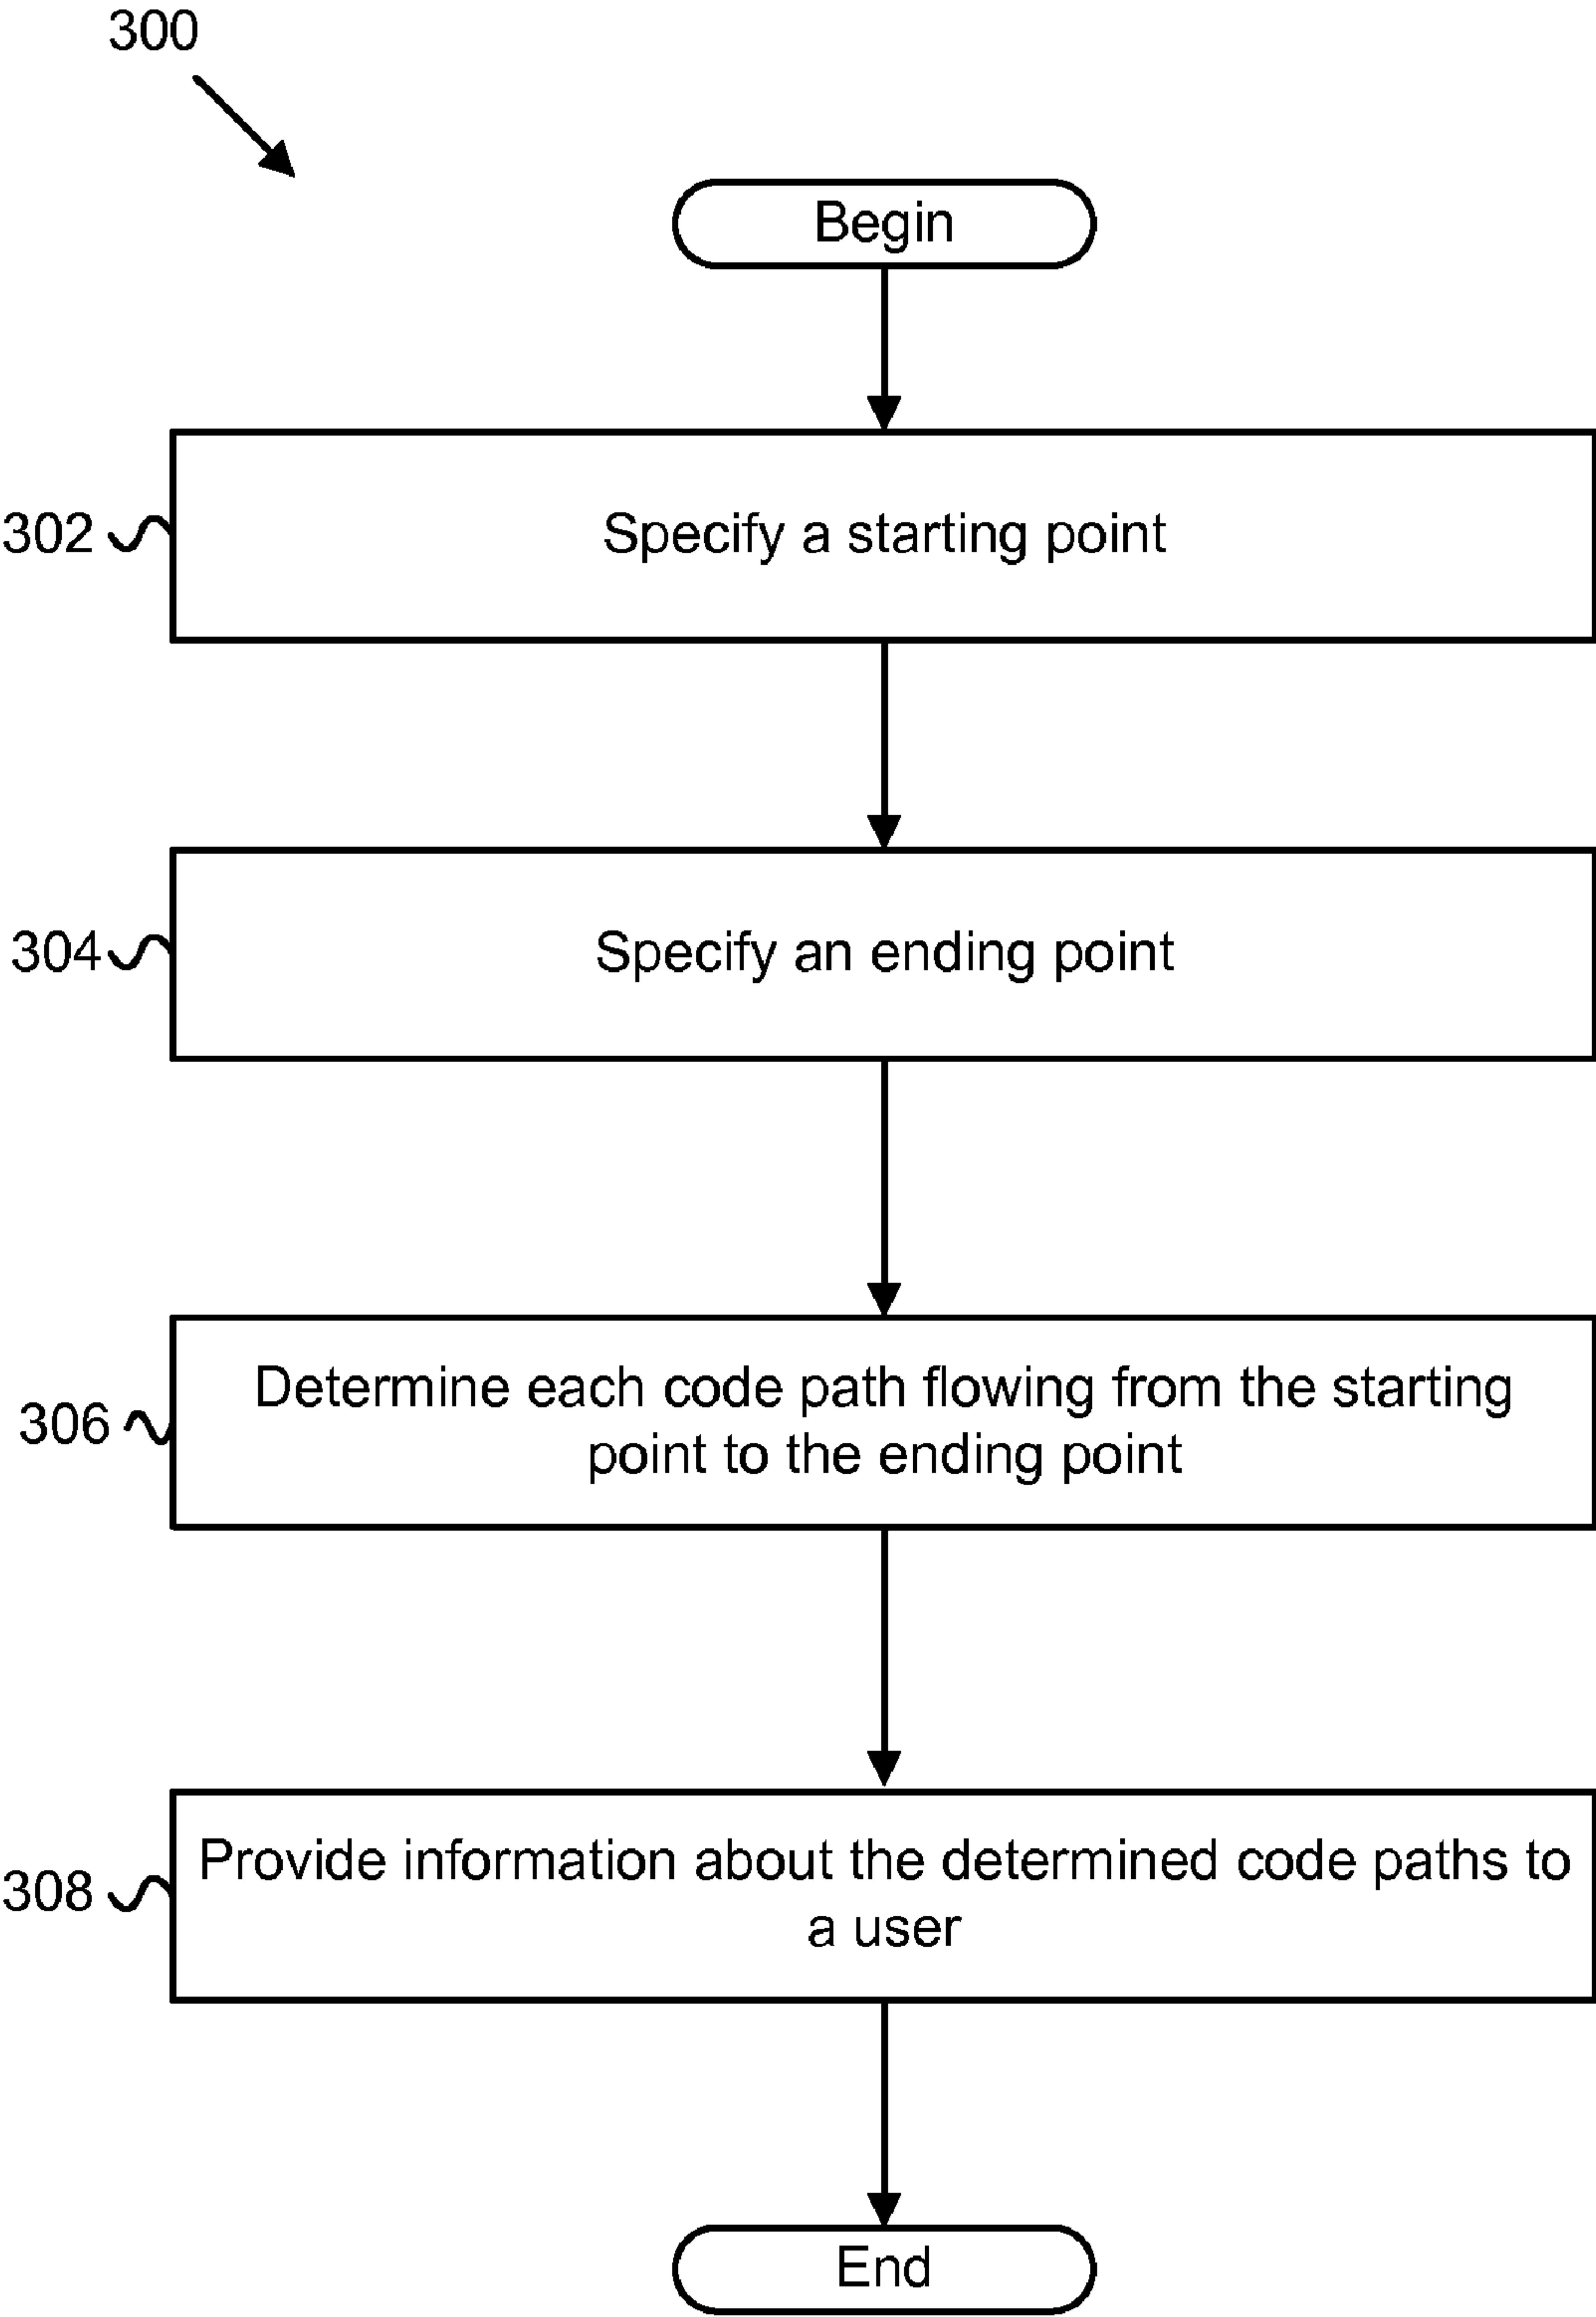 300
Begin
302
Specify a starting point
304
Specify an ending point
306
Determine each code path flowing from the starting
point to the ending point
308
Provide information about the determined code paths to
a user
End